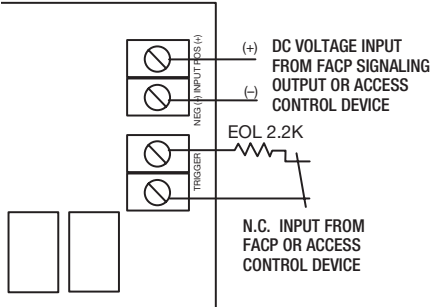 NEG (–) INPUT POS (+)
(+) DC VOLTAGE INPUT
FROM FACP SIGNALING
OUTPUT OR ACCESS
(–) CONTROL DEVICE
TRIGGER
EOL 2.2K
N.C. INPUT FROM
FACP OR ACCESS
CONTROL DEVICE